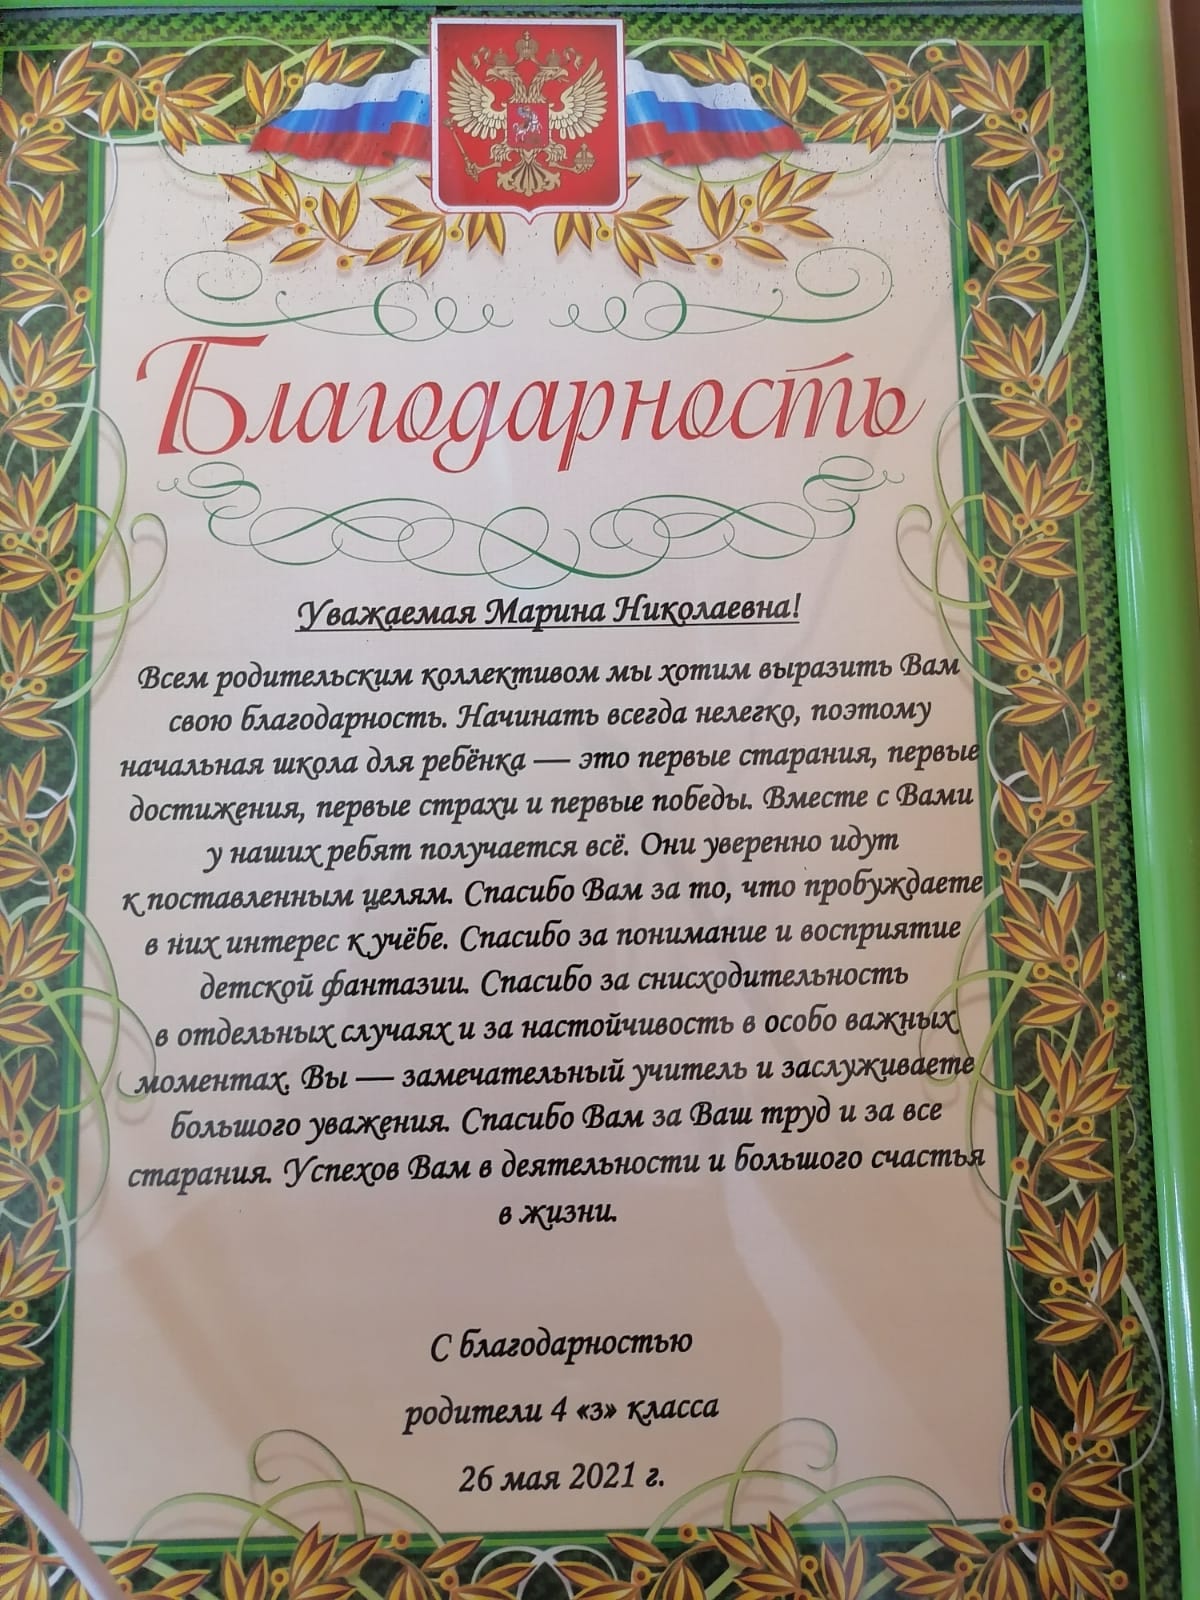 Благодарность
Уважаемая Марина Николаевна!
Всем родительским коллективом мы хотим выразить Вам
свою благодарность. Начинать всегда нелегко, поэтому
начальная школа для ребёнка — это первые старания, первые
достижения, первые страхи и первые победы. Вместе с Вами
у наших ребят получается всё. Они уверенно идут
к поставленным целям. Спасибо Вам за то, что пробуждаете
в них интерес к учёбе. Спасибо за понимание и восприятие
детской фантазии. Спасибо за снисходительность
в отдельных случаях и за настойчивость в особо важных
моментах. Вы — замечательный учитель и заслуживаете
большого уважения. Спасибо Вам за Ваш труд и за все
старания. Успехов Вам в деятельности и большого счастья
в жизни.
С благодарностью
родители 4 «з» класса
26 мая 2021 г.